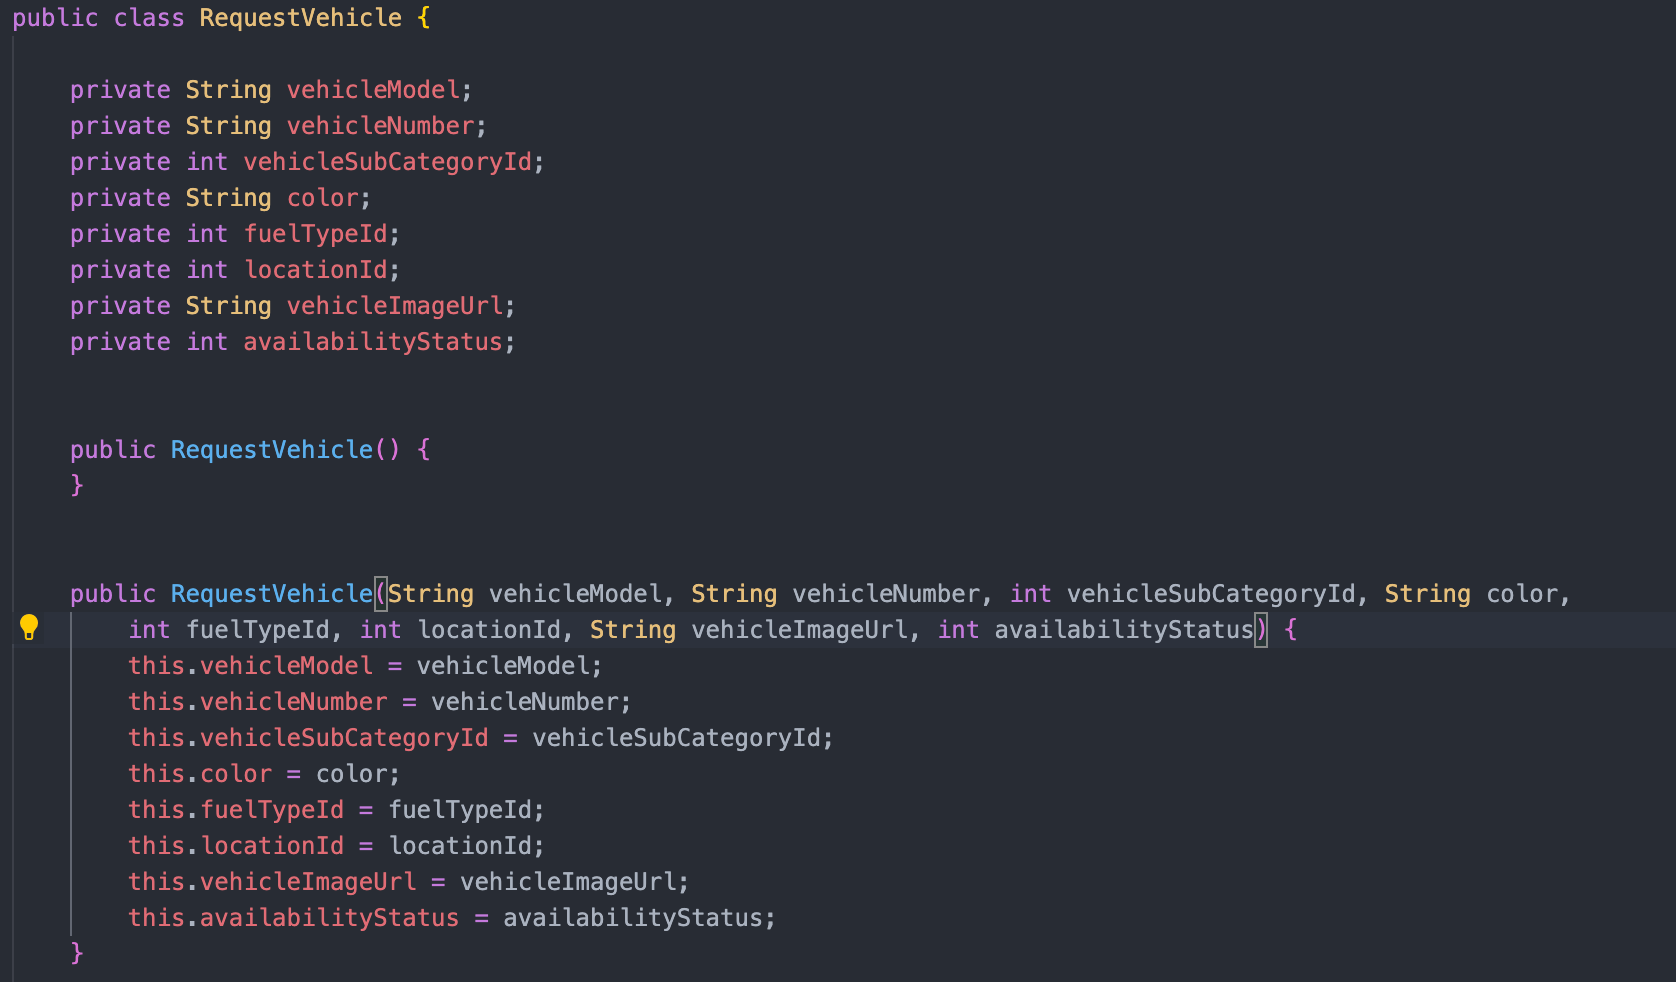 public class RequestVehicle {
private String vehicleModel;
private String vehicleNumber;
private int vehicleSubCategoryId;
private String color;
private int fuelTypeId;
private int locationId;
private String vehicleImageUrl;
private int availabilityStatus;
public RequestVehicle() {
}
public RequestVehicle(String vehicleModel, String vehicleNumber, int vehicleSubCategoryId, String color,
int fuelTypeId, int locationId, String vehicleImageUrl, int availabilityStatus) {
this.vehicleModel = vehicleModel;
this.vehicleNumber = vehicleNumber;
this.vehicleSubCategoryId = vehicleSubCategoryId;
this.color = color;
this.fuelTypeId = fuelTypeId;
this.locationId = locationId;
this.vehicleImageUrl = vehicleImageUrl;
this.availabilityStatus = availabilityStatus;
}